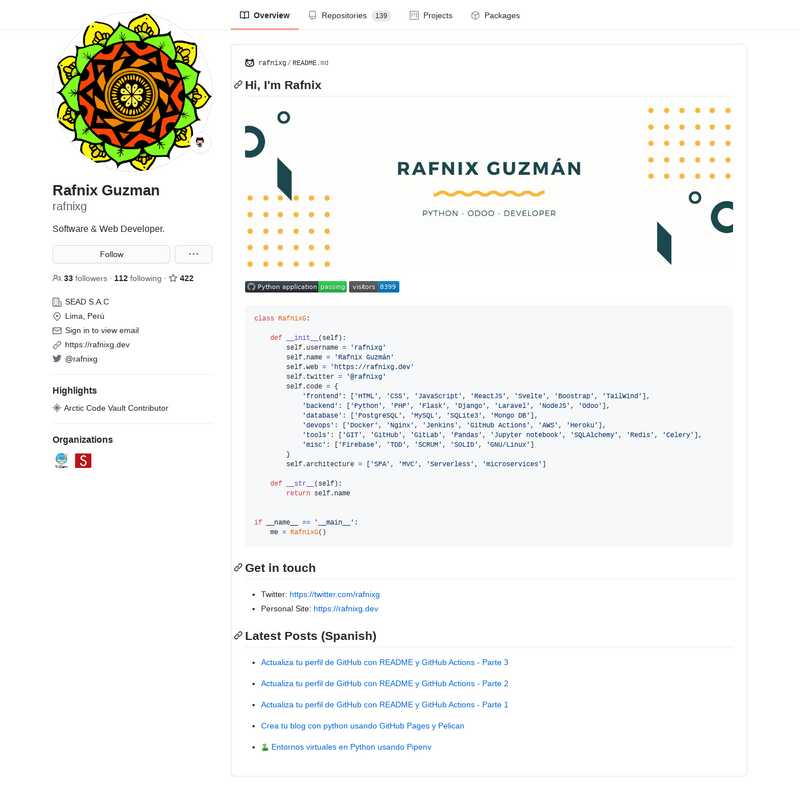 Overview
Repositories 139
Projects
Packages
Rafnix Guzman
rafnixg
Software & Web Developer.
Follow
33 followers · 112 following · 422
SEAD S.A.C
Lima, Perú
Sign in to view email
https://rafnixg.dev
@rafnixg
Highlights
Arctic Code Vault Contributor
Organizations
S
rafnixg/README.md
Hi, I'm Rafnix
RAFNIX GUZMÁN
PYTHON - ODOO - DEVELOPER
Python application passing
visitors 8399
class RafnixG:
    def __init__(self):
        self.username = 'rafnixg'
        self.name = 'Rafnix Guzmán'
        self.web = 'https://rafnixg.dev'
        self.twitter = '@rafnixg'
        self.code = {
            'frontend': ['HTML', 'CSS', 'JavaScript', 'ReactJS', 'Svelte', 'Boostrap', 'TailWind'],
            'backend': ['Python', 'PHP', 'Flask', 'Django', 'Laravel', 'NodeJS', 'Odoo'],
            'database': ['PostgreSQL', 'MySQL', 'SQLite3', 'Mongo DB'],
            'devops': ['Docker', 'Nginx', 'Jenkins', 'GitHub Actions', 'AWS', 'Heroku'],
            'tools': ['GIT', 'GitHub', 'GitLab', 'Pandas', 'Jupyter notebook', 'SQLAlchemy', 'Redis', 'Celery'],
            'misc': ['Firebase', 'TDD', 'SCRUM', 'SOLID', 'GNU/Linux']
        }
        self.architecture = ['SPA', 'MVC', 'Serverless', 'microservices']
    def __str__(self):
        return self.name
if __name__ == '__main__':
    me = RafnixG()
Get in touch
• Twitter: https://twitter.com/rafnixg
• Personal Site: https://rafnixg.dev
Latest Posts (Spanish)
• Actualiza tu perfil de GitHub con README y GitHub Actions - Parte 3
• Actualiza tu perfil de GitHub con README y GitHub Actions - Parte 2
• Actualiza tu perfil de GitHub con README y GitHub Actions - Parte 1
• Crea tu blog con python usando GitHub Pages y Pelican
• 🐍 Entornos virtuales en Python usando Pipenv